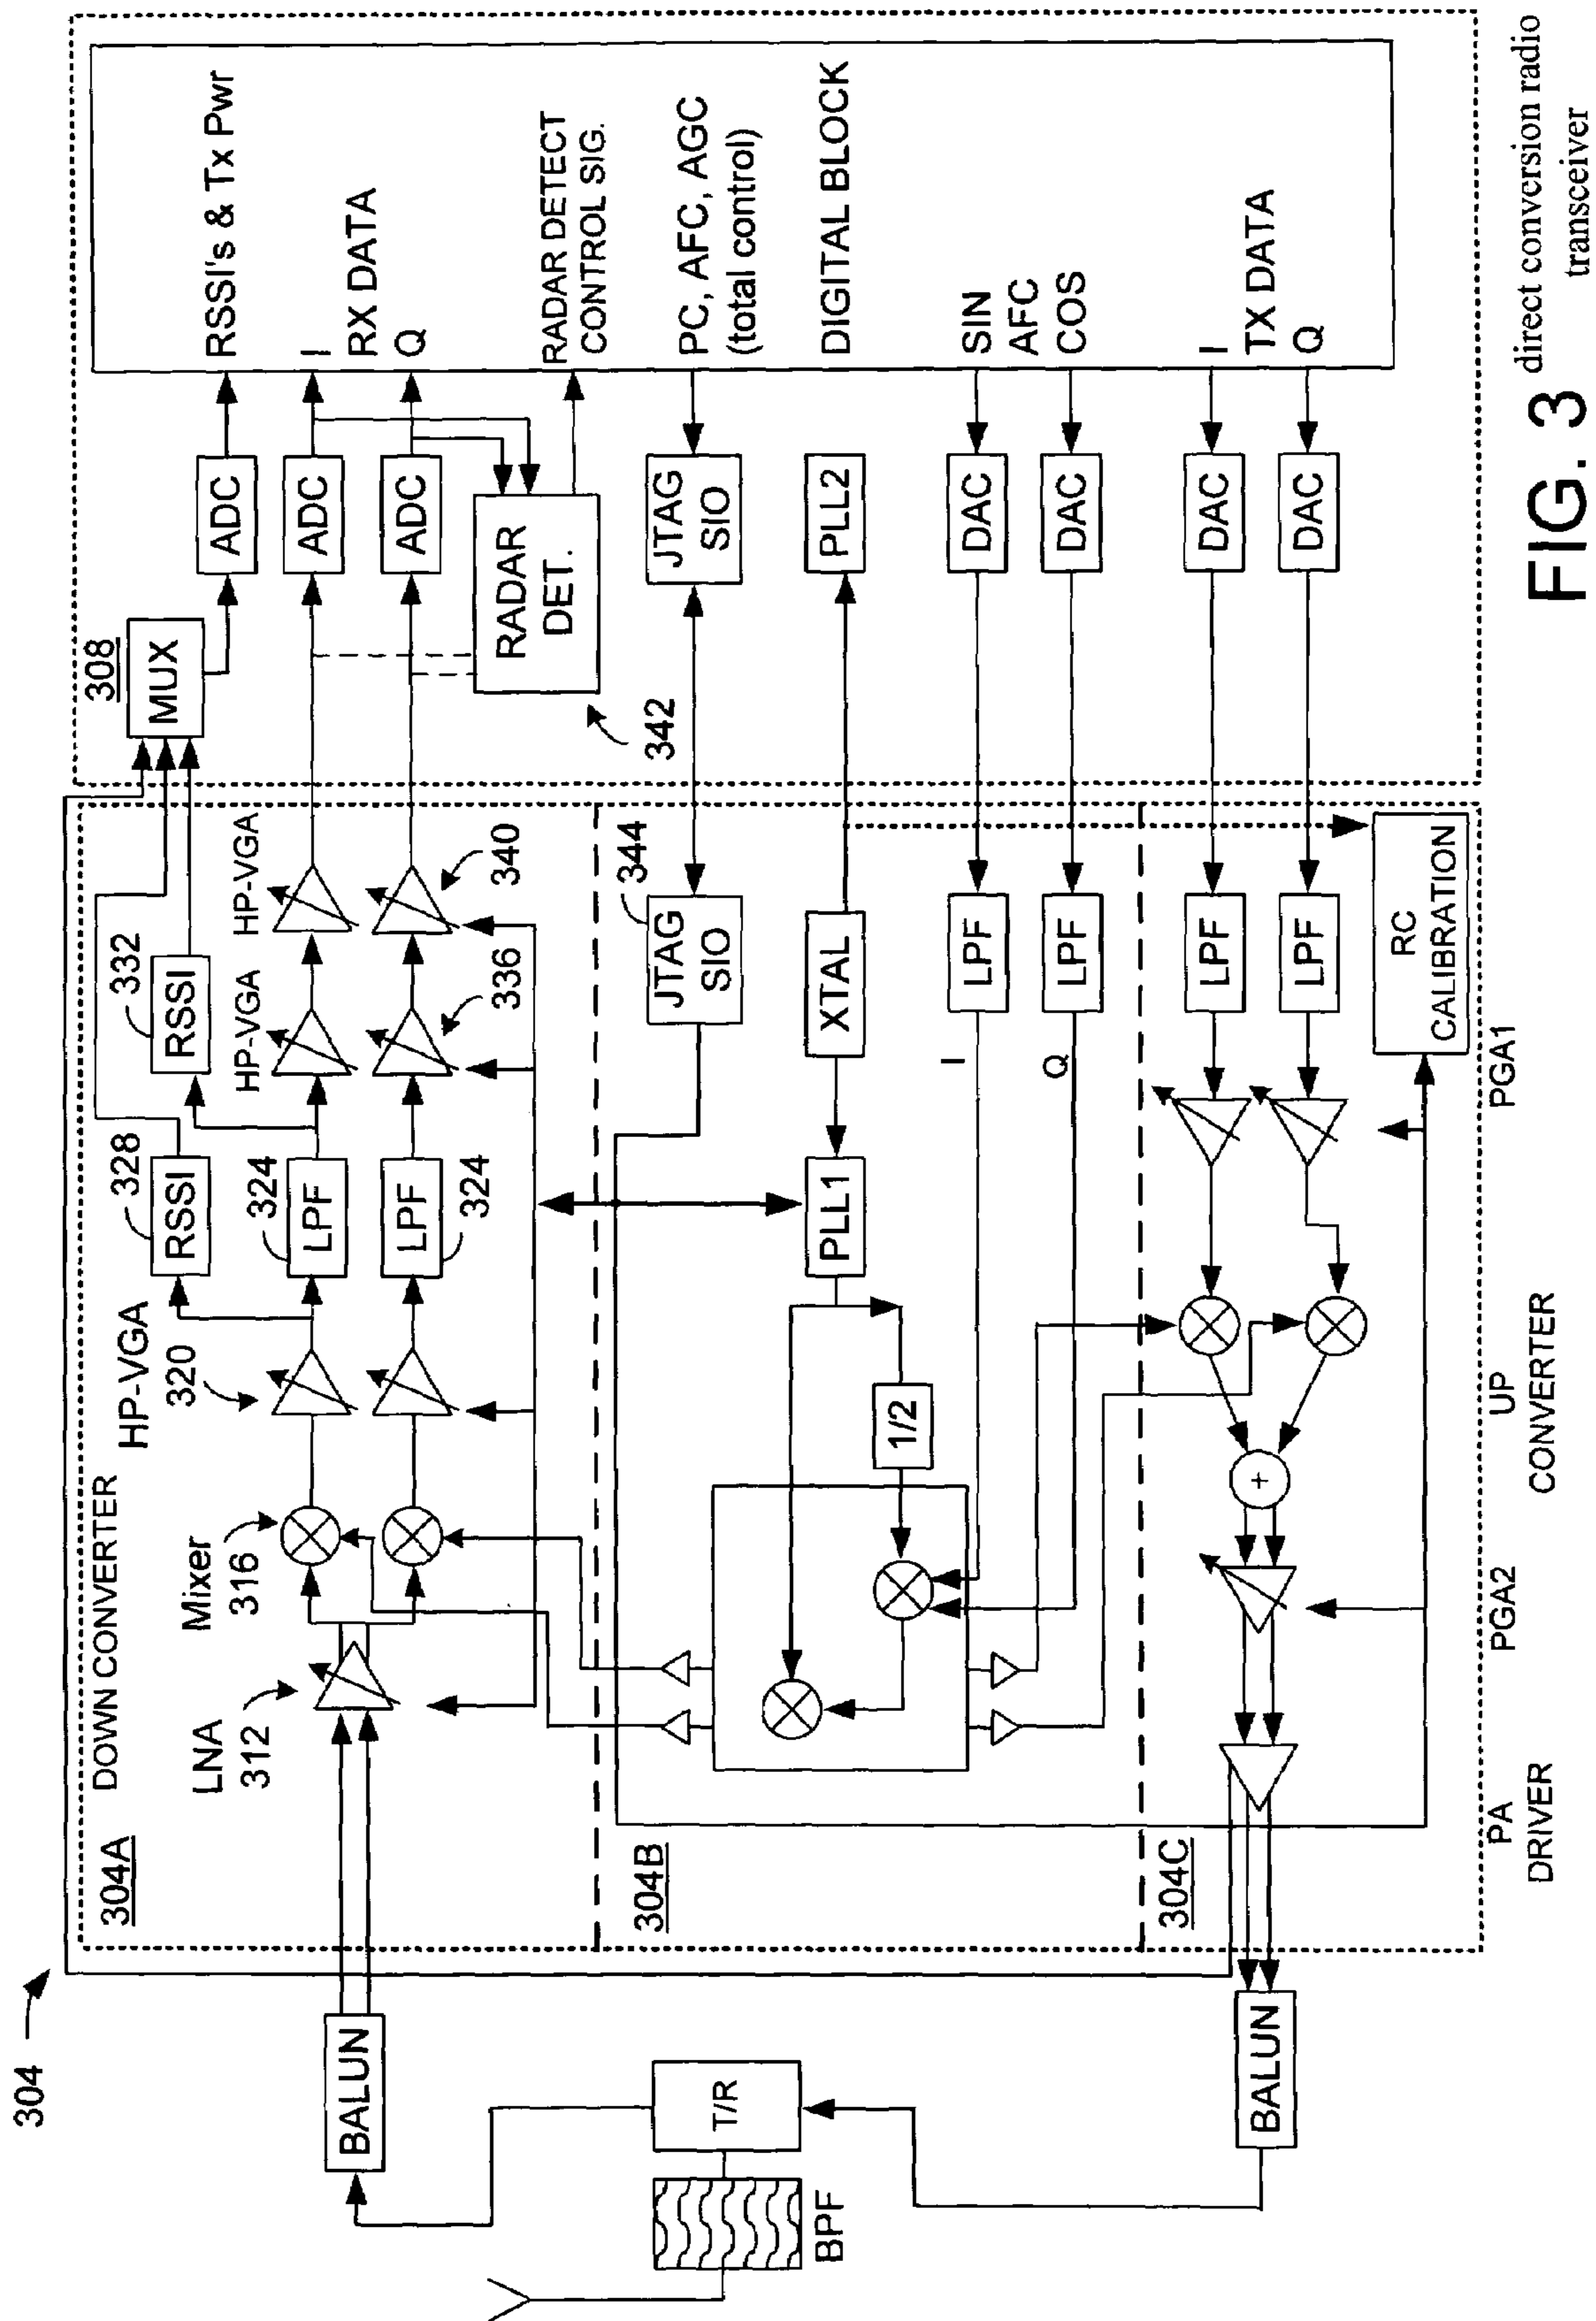 304
304A
DOWN CONVERTER
LNA
312
Mixer
316
HP-VGA
320
RSSI
328
LPF
324
LPF
324
RSSI
332
HP-VGA
336
HP-VGA
340
308
MUX
ADC
ADC
ADC
RADAR
DET.
342
RSSI's & Tx Pwr
I
RX DATA
Q
RADAR DETECT
CONTROL SIG.
PC, AFC, AGC
(total control)
DIGITAL BLOCK
SIN
AFC
COS
I
TX DATA
Q
BALUN
T/R
BPF
BALUN
304B
1/2
PLL1
XTAL
JTAG
SIO
344
JTAG
SIO
PLL2
I
LPF
DAC
Q
LPF
DAC
304C
+
LPF
DAC
LPF
DAC
RC
CALIBRATION
PA
DRIVER
PGA2
UP
CONVERTER
PGA1
FIG. 3
direct conversion radio
transceiver